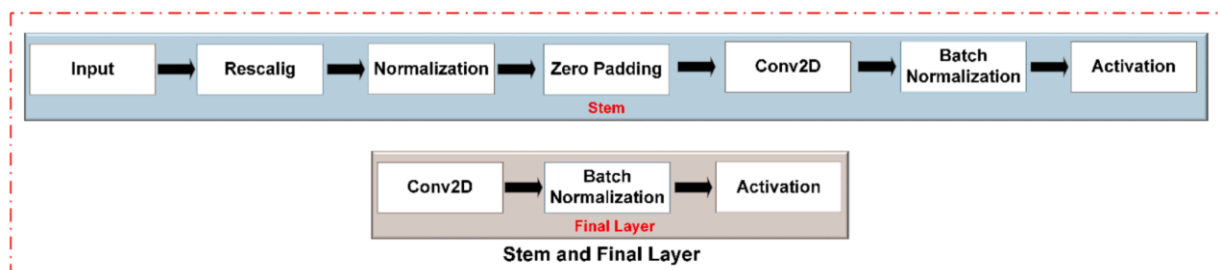 Input
Rescalig
Normalization
Zero Padding
Conv2D
Batch
Normalization
Activation
Stem
Conv2D
Batch
Normalization
Activation
Final Layer
Stem and Final Layer